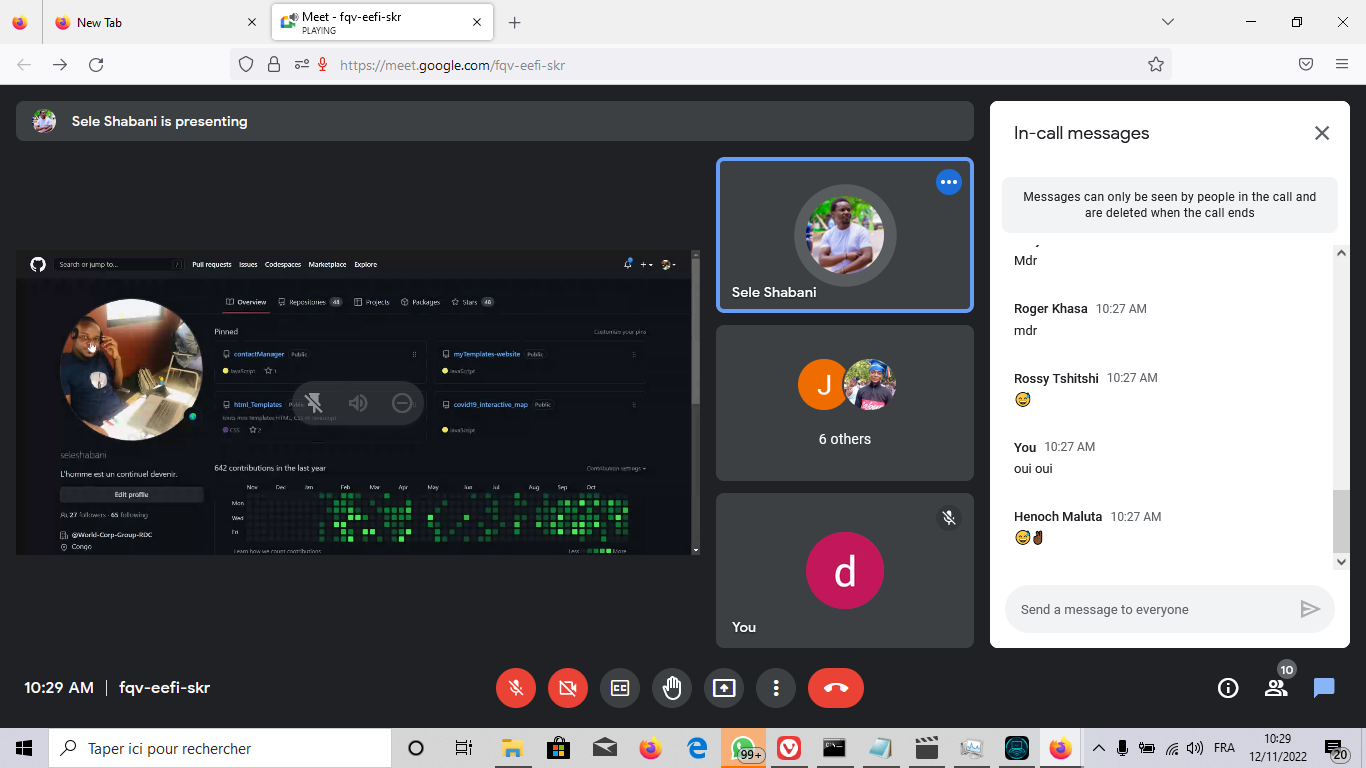 New Tab
Meet - fqv-eefi-skr
PLAYING
https://meet.google.com/fqv-eefi-skr
Sele Shabani is presenting
Search or jump to...
/
Pull requests
Issues
Codespaces
Marketplace
Explore
Overview
Repositories 48
Projects
Packages
Stars 48
Pinned
Customize your pins
contactManager Public
JavaScript 1
myTemplates-website Public
JavaScript
html_Templates
CSS 2
covid19_interactive_map Public
JavaScript
seleshabani
L'homme est un continuel devenir.
Edit profile
27 followers · 65 following
@World-Corp-Group-RDC
Congo
642 contributions in the last year
Contribution settings
Nov Dec Jan Feb Mar Apr May Jun Jul Aug Sep Oct
Mon
Wed
Fri
Learn how we count contributions
Less More
Sele Shabani
J
6 others
d
You
In-call messages
Messages can only be seen by people in the call and
are deleted when the call ends
Mdr
Roger Khasa 10:27 AM
mdr
Rossy Tshitshi 10:27 AM
😅
You 10:27 AM
oui oui
Henoch Maluta 10:27 AM
😅✌🏿
Send a message to everyone
10:29 AM | fqv-eefi-skr
CC
10
Taper ici pour rechercher
99+
FRA
10:29
12/11/2022
20